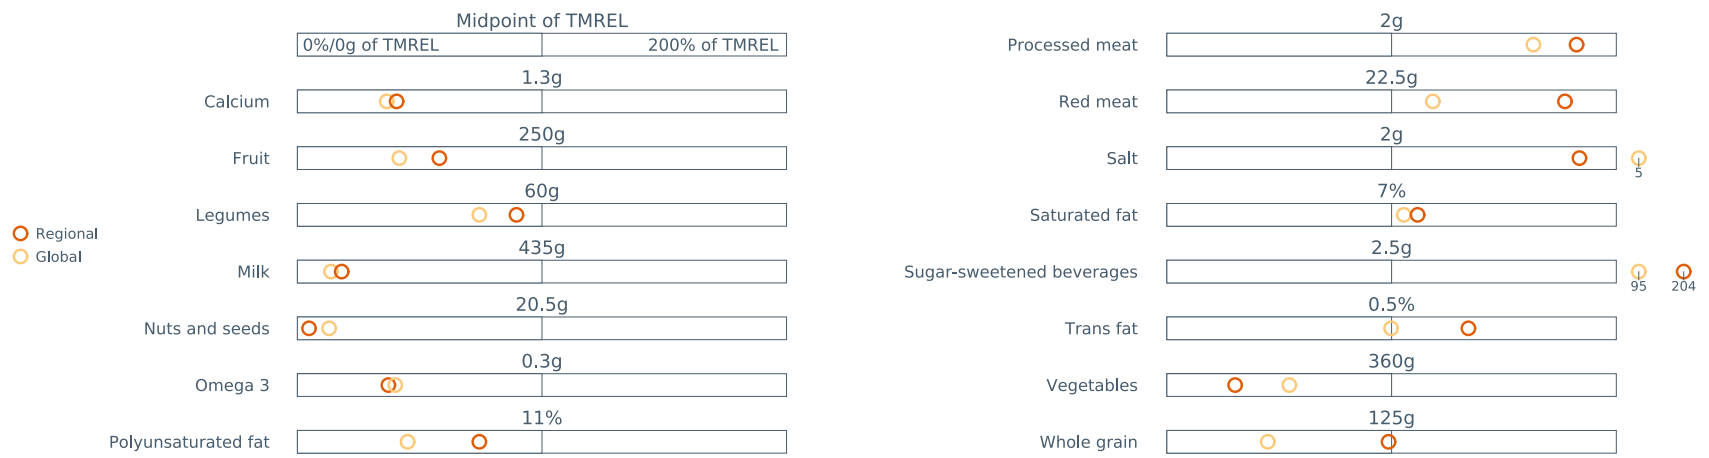 Midpoint of TMREL
0%/0g of TMREL 200% of TMREL
1.3g
Calcium
250g
Fruit
60g
Legumes
435g
Milk
20.5g
Nuts and seeds
0.3g
Omega 3
11%
Polyunsaturated fat
Regional
Global
2g
Processed meat
22.5g
Red meat
2g
Salt
5
7%
Saturated fat
2.5g
Sugar-sweetened beverages
95 204
0.5%
Trans fat
360g
Vegetables
125g
Whole grain